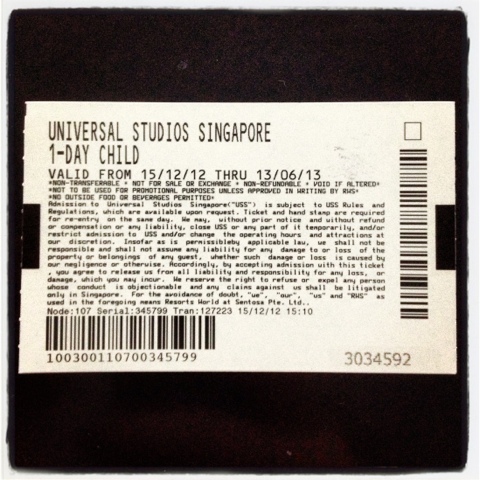 UNIVERSAL STUDIOS SINGAPORE
1-DAY CHILD
VALID FROM 15/12/12 THRU 13/06/13
*NON-TRANSFERABLE * NOT FOR SALE OR EXCHANGE * NON-REFUNDABLE * VOID IF ALTERED*
*NOT TO BE USED FOR PROMOTIONAL PURPOSES UNLESS APPROVED IN WRITING BY RWS*
*NO OUTSIDE FOOD OR BEVERAGES PERMITTED*
Admission to Universal Studios Singapore("USS") is subject to USS Rules and
Regulations, which are available upon request. Ticket and hand stamp are required
for re-entry on the same day. We may, without prior notice and without refund
or compensation or any liability, close USS or any part of it temporarily, and/or
restrict admission to USS and/or change the operating hours and attractions at
our discretion. Insofar as is permissibleby applicable law, we shall not be
responsible and shall not assume any liability for any damage to or loss of the
property or belongings of any guest, whether such damage or loss is caused by
our negligence or otherwise. Accordingly, by accepting admission with this ticket
, you agree to release us from all liability and responsibility for any loss, or
damage, which you may incur. We reserve the right to refuse or expel any person
whose conduct is objectionable and any claims against us shall be litigated
only in Singapore. For the avoidance of doubt, "we", "our", "us" and "RWS" as
used in the foregoing means Resorts World at Sentosa Pte. Ltd..
Node:107 Serial:345799 Tran:127223 15/12/12 15:10
100300110700345799
3034592